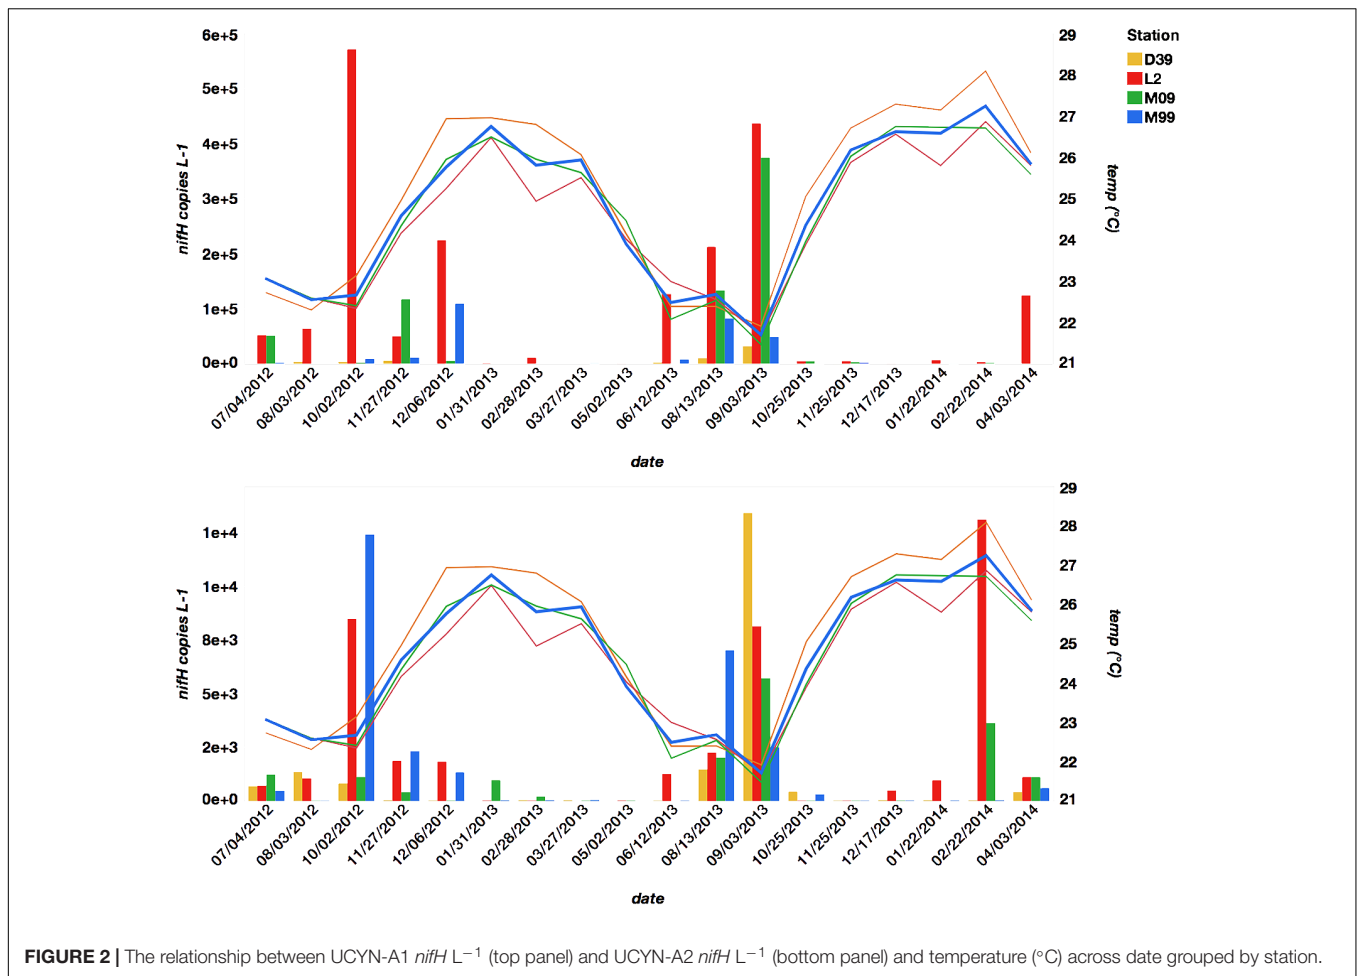 6e+5
5e+5
4e+5
3e+5
2e+5
1e+5
0e+0
nifH copies L-1
29
28
27
26
25
24
23
22
21
temp (°C)
Station
D39
L2
M09
M99
07/04/2012
08/03/2012
10/02/2012
11/27/2012
12/06/2012
01/31/2013
02/28/2013
03/27/2013
05/02/2013
06/12/2013
08/13/2013
09/03/2013
10/25/2013
11/25/2013
12/17/2013
01/22/2014
02/22/2014
04/03/2014
date
1e+4
1e+4
8e+3
5e+3
2e+3
0e+0
nifH copies L-1
29
28
27
26
25
24
23
22
21
temp (°C)
07/04/2012
08/03/2012
10/02/2012
11/27/2012
12/06/2012
01/31/2013
02/28/2013
03/27/2013
05/02/2013
06/12/2013
08/13/2013
09/03/2013
10/25/2013
11/25/2013
12/17/2013
01/22/2014
02/22/2014
04/03/2014
date
FIGURE 2 | The relationship between UCYN-A1 nifH L⁻¹ (top panel) and UCYN-A2 nifH L⁻¹ (bottom panel) and temperature (°C) across date grouped by station.